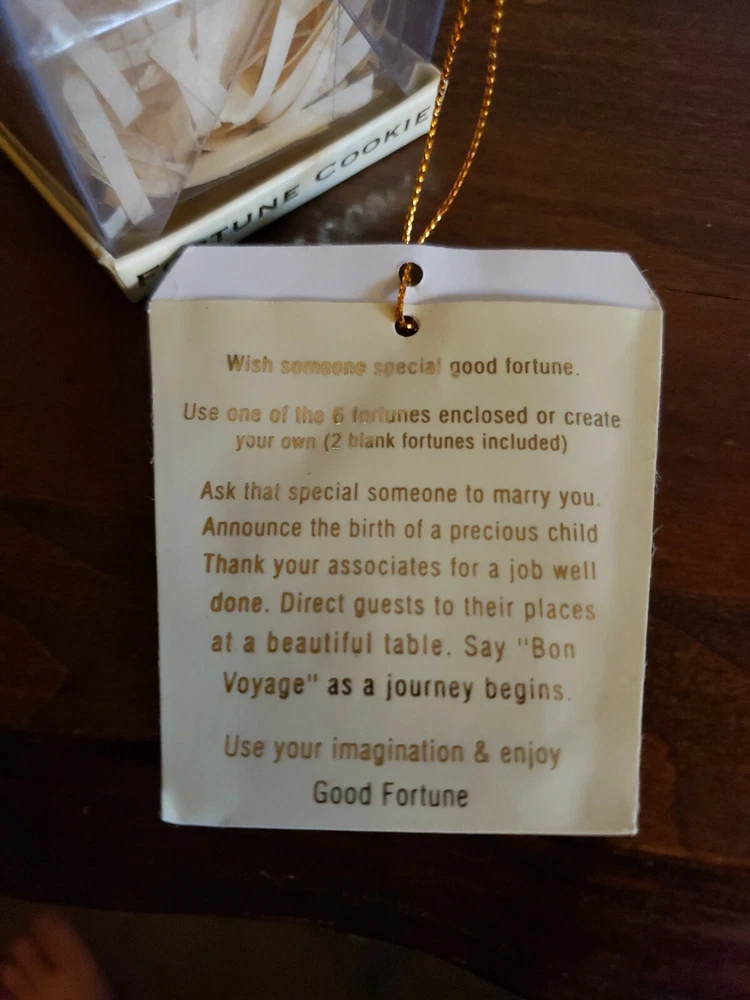 FORTUNE COOKIE
Wish someone special good fortune.
Use one of the 6 fortunes enclosed or create
your own (2 blank fortunes included)
Ask that special someone to marry you.
Announce the birth of a precious child
Thank your associates for a job well
done. Direct guests to their places
at a beautiful table. Say "Bon
Voyage" as a journey begins.
Use your imagination & enjoy
Good Fortune